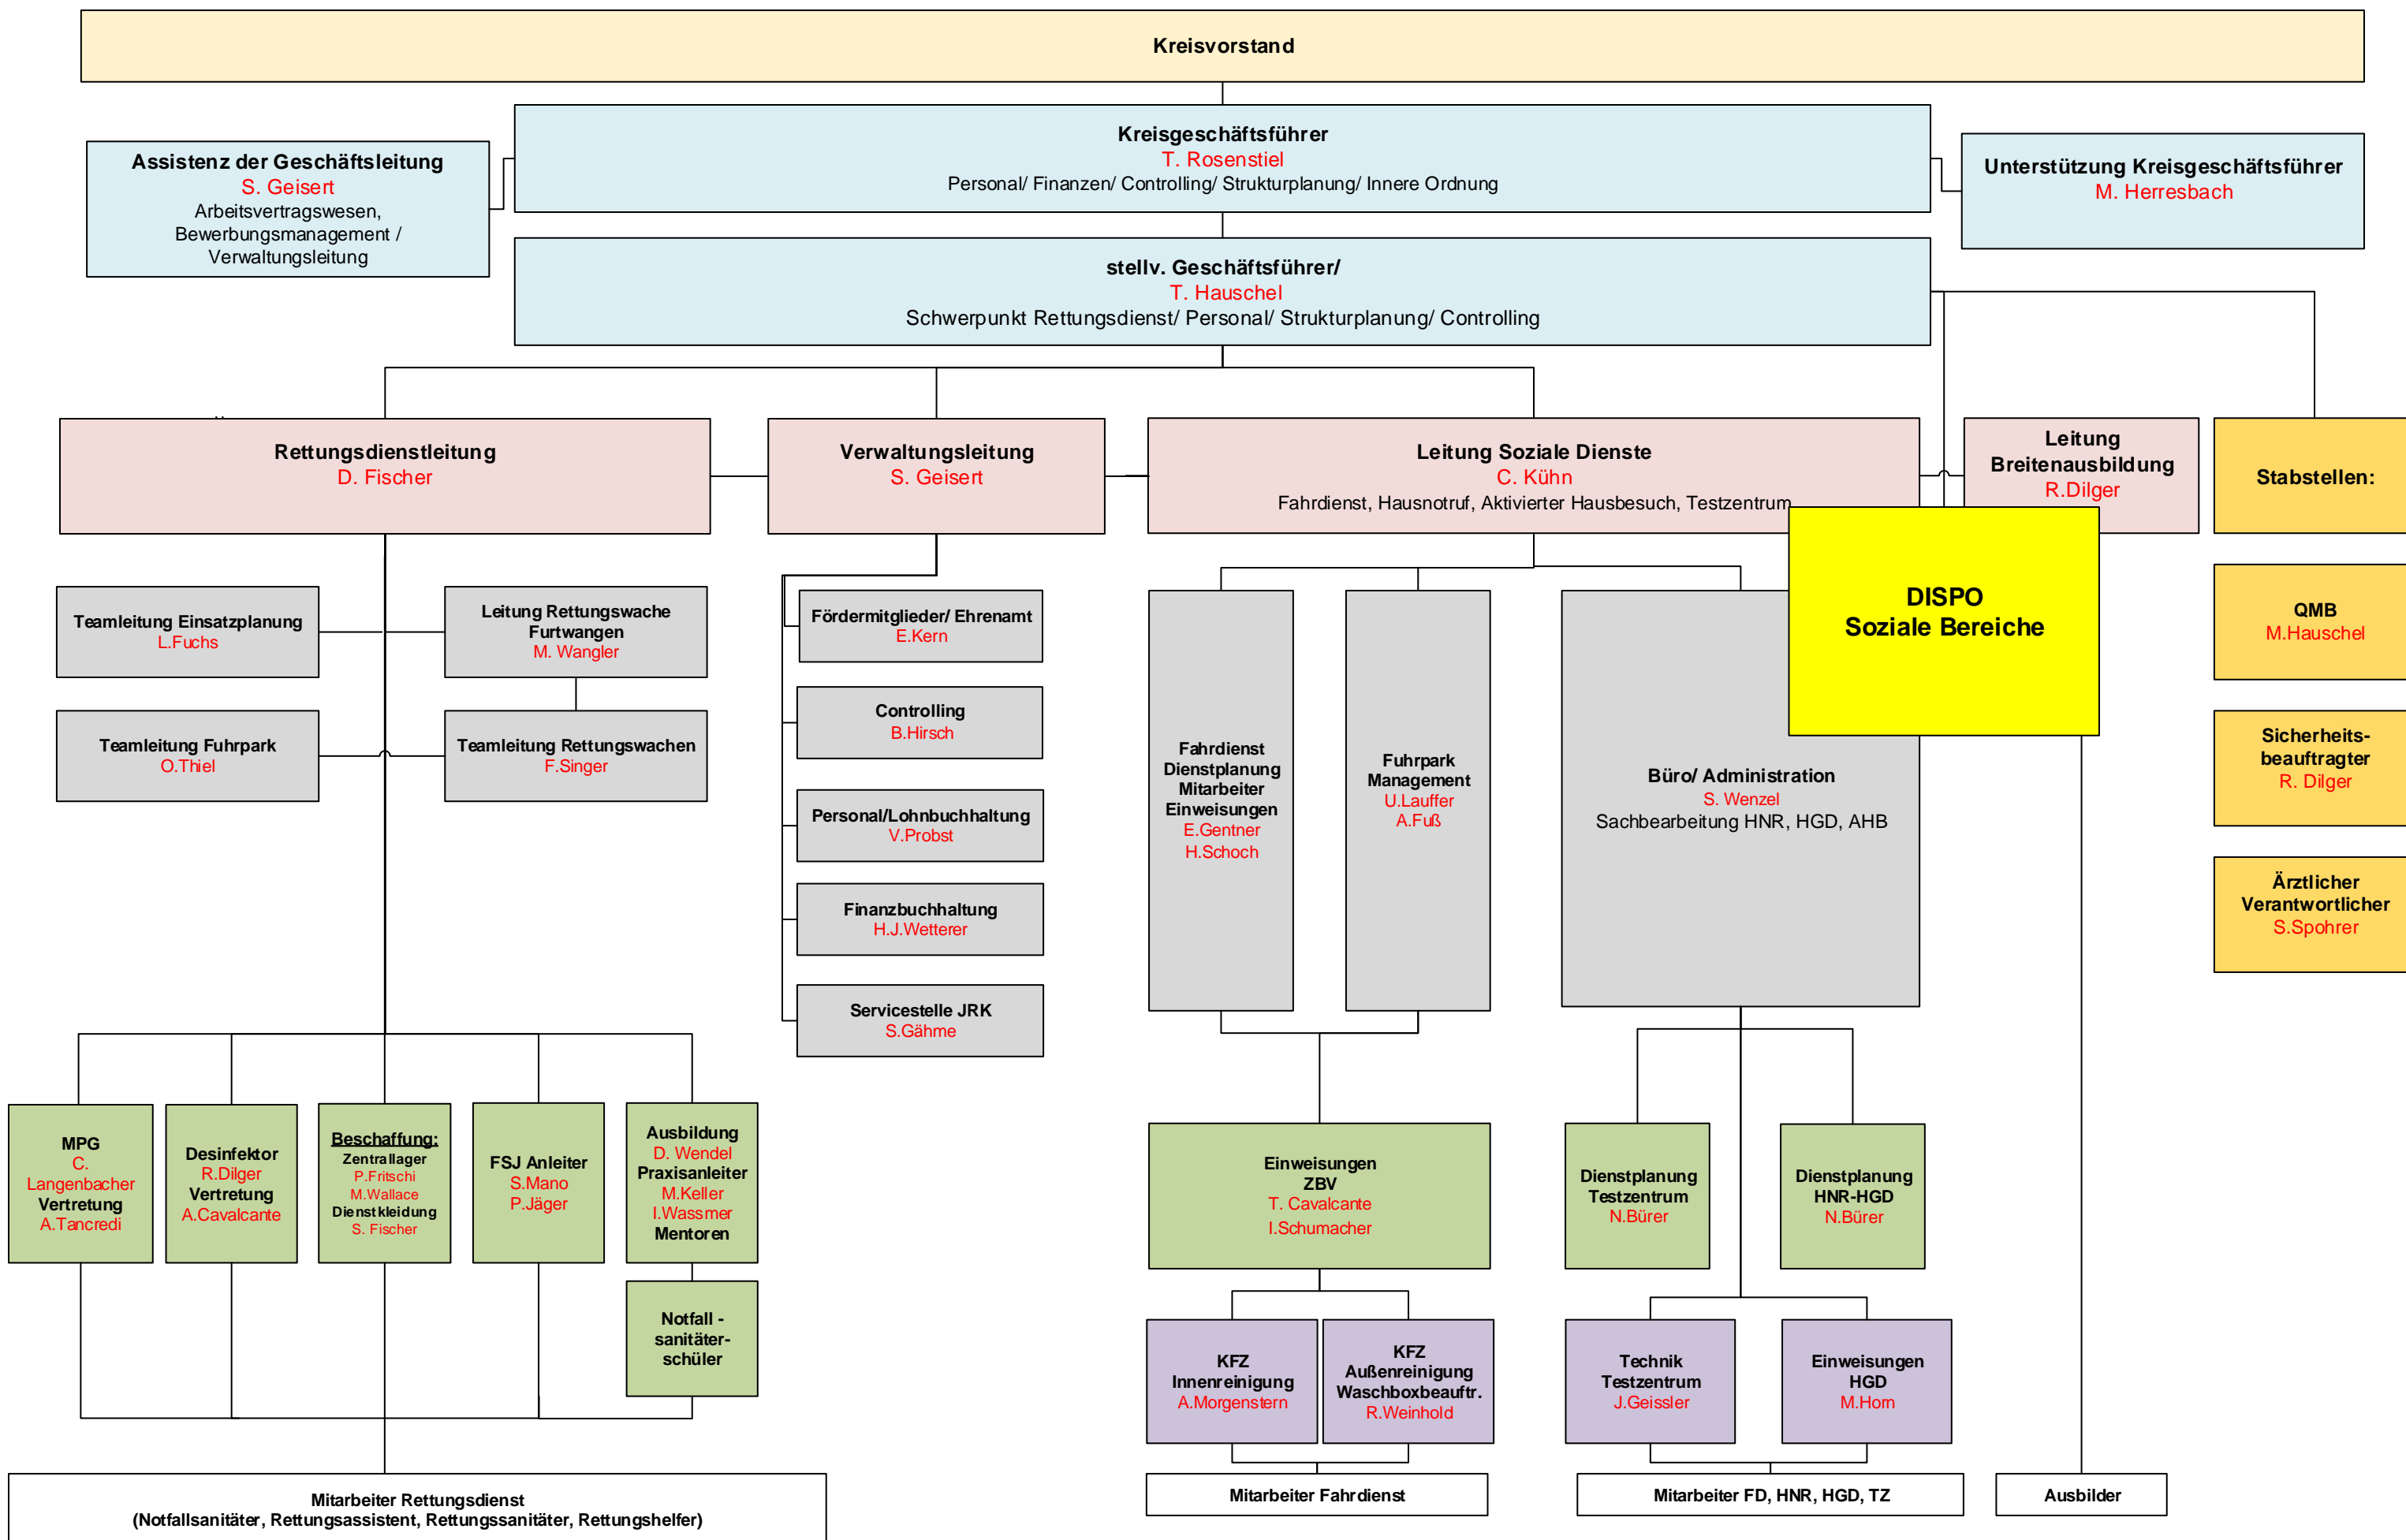 Kreisvorstand
Kreisgeschäftsführer
T. Rosenstiel
Personal/ Finanzen/ Controlling/ Strukturplanung/ Innere Ordnung
Assistenz der Geschäftsleitung
S. Geisert
Arbeitsvertragswesen,
Bewerbungsmanagement /
Verwaltungsleitung
Unterstützung Kreisgeschäftsführer
M. Herresbach
stellv. Geschäftsführer/
T. Hauschel
Schwerpunkt Rettungsdienst/ Personal/ Strukturplanung/ Controlling
Rettungsdienstleitung
D. Fischer
Verwaltungsleitung
S. Geisert
Leitung Soziale Dienste
C. Kühn
Fahrdienst, Hausnotruf, Aktivierter Hausbesuch, Testzentrum
Leitung
Breitenausbildung
R.Dilger
Stabstellen:
DISPO
Soziale Bereiche
Teamleitung Einsatzplanung
L.Fuchs
Leitung Rettungswache
Furtwangen
M. Wangler
Teamleitung Fuhrpark
O.Thiel
Teamleitung Rettungswachen
F.Singer
Fördermitglieder/ Ehrenamt
E.Kern
Controlling
B.Hirsch
Personal/Lohnbuchhaltung
V.Probst
Finanzbuchhaltung
H.J.Wetterer
Servicestelle JRK
S.Gähme
Fahrdienst
Dienstplanung
Mitarbeiter
Einweisungen
E.Gentner
H.Schoch
Fuhrpark
Management
U.Lauffer
A.Fuß
Büro/ Administration
S. Wenzel
Sachbearbeitung HNR, HGD, AHB
QMB
M.Hauschel
Sicherheits-
beauftragter
R. Dilger
Ärztlicher
Verantwortlicher
S.Spohrer
MPG
C.
Langenbacher
Vertretung
A.Tancredi
Desinfektor
R.Dilger
Vertretung
A.Cavalcante
Beschaffung:
Zentrallager
P.Fritschi
M.Wallace
Dienstkleidung
S. Fischer
FSJ Anleiter
S.Mano
P.Jäger
Ausbildung
D. Wendel
Praxisanleiter
M.Keller
I.Wassmer
Mentoren
Notfall -
sanitäter-
schüler
Einweisungen
ZBV
T. Cavalcante
I.Schumacher
Dienstplanung
Testzentrum
N.Bürer
Dienstplanung
HNR-HGD
N.Bürer
KFZ
Innenreinigung
A.Morgenstern
KFZ
Außenreinigung
Waschboxbeauftr.
R.Weinhold
Technik
Testzentrum
J.Geissler
Einweisungen
HGD
M.Horn
Mitarbeiter Rettungsdienst
(Notfallsanitäter, Rettungsassistent, Rettungssanitäter, Rettungshelfer)
Mitarbeiter Fahrdienst
Mitarbeiter FD, HNR, HGD, TZ
Ausbilder